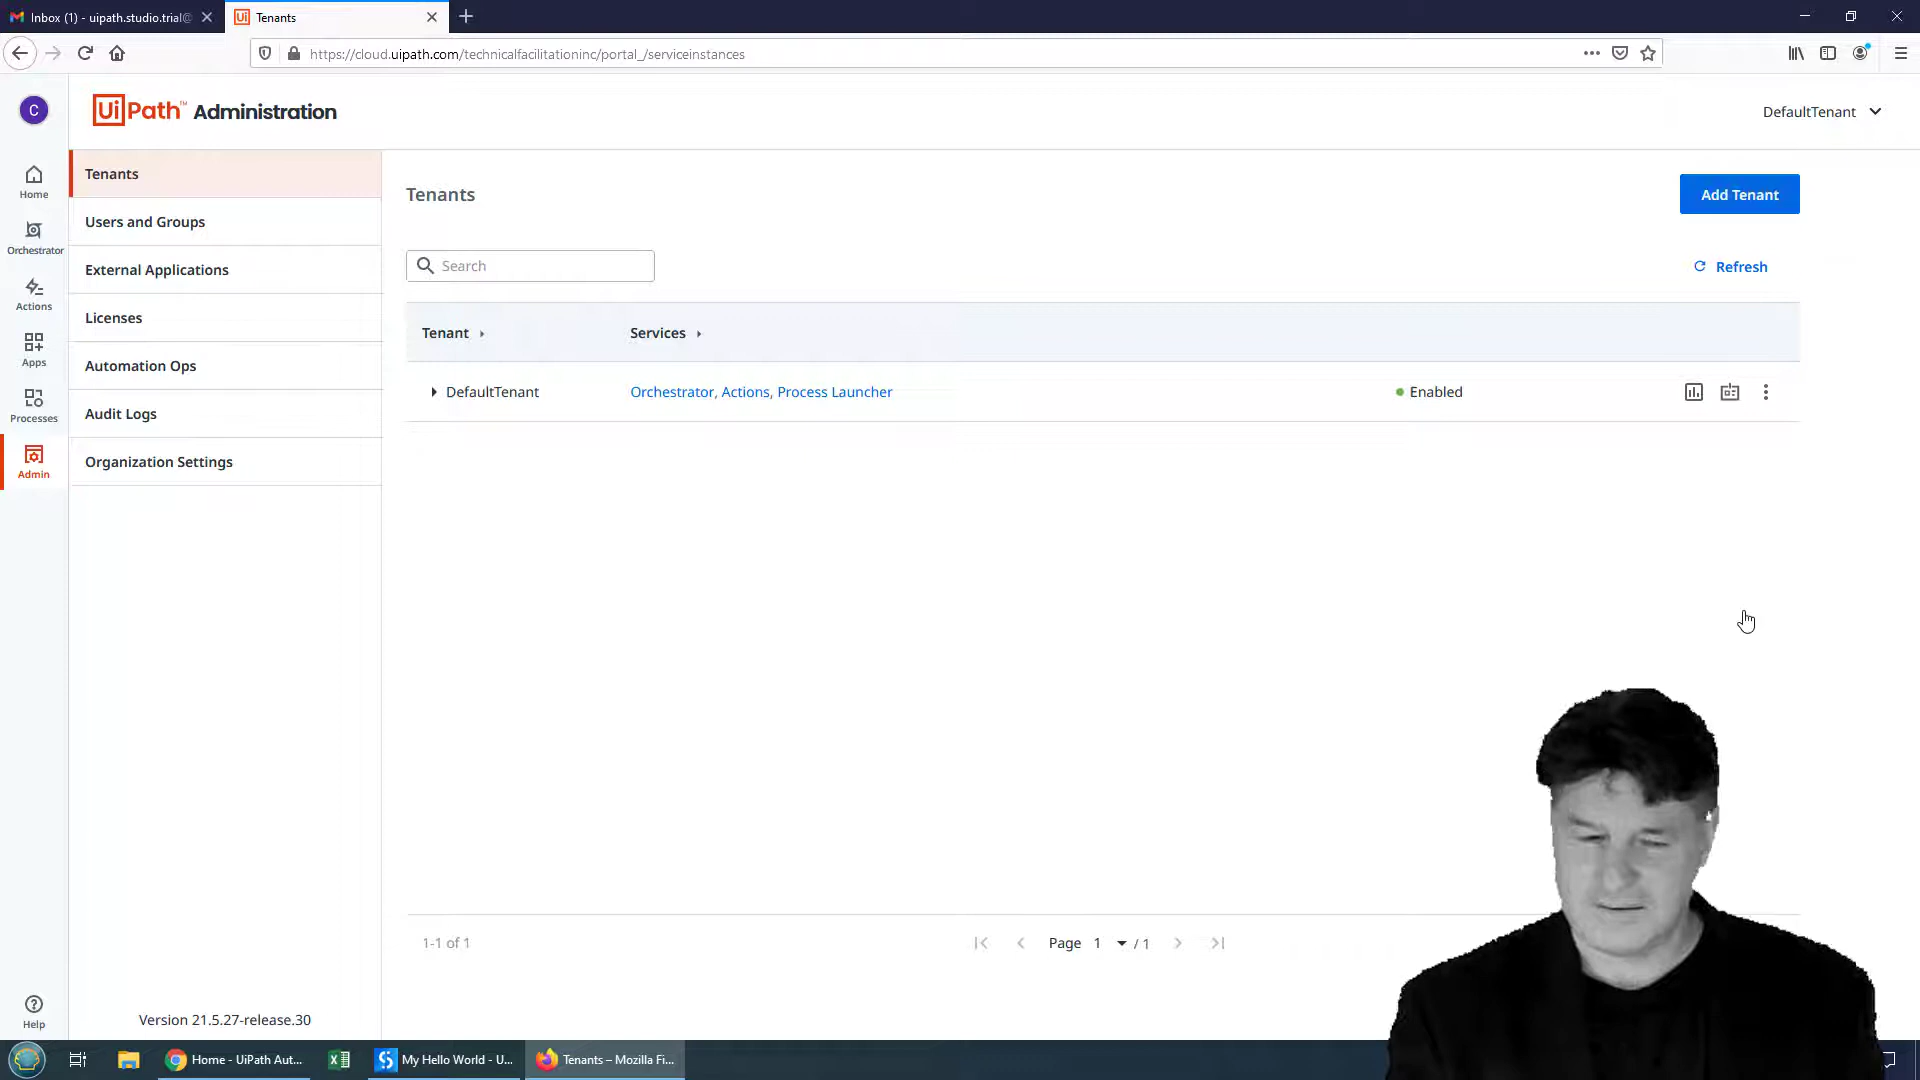 Inbox (1) - uipath.studio.trial@
Tenants
https://cloud.uipath.com/technicalfacilitationinc/portal_/serviceinstances
C
UiPath™ Administration
DefaultTenant
Home
Orchestrator
Actions
Apps
Processes
Admin
Help
Tenants
Users and Groups
External Applications
Licenses
Automation Ops
Audit Logs
Organization Settings
Version 21.5.27-release.30
Tenants
Add Tenant
Search
Refresh
Tenant
Services
DefaultTenant
Orchestrator, Actions, Process Launcher
Enabled
1-1 of 1
Page 1 / 1
Home - UiPath Aut...
My Hello World - U...
Tenants – Mozilla Fi...